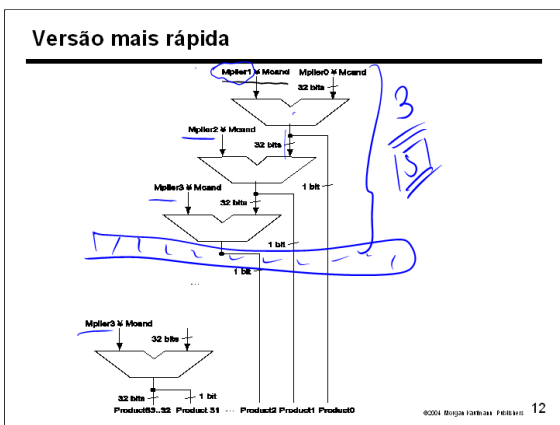 Versão mais rápida
Mplier1 ¥ Mcand Mplier0 ¥ Mcand
32 bits
3
Mplier2 ¥ Mcand
32 bits
5
1 bit
Mplier3 ¥ Mcand
32 bits
1 bit
1 bit
...
Mplier3 ¥ Mcand
32 bits
32 bits
1 bit
Product63..32 Product 31 ... Product2 Product1 Product0
©2004 Morgan Kaufmann Publishers 12